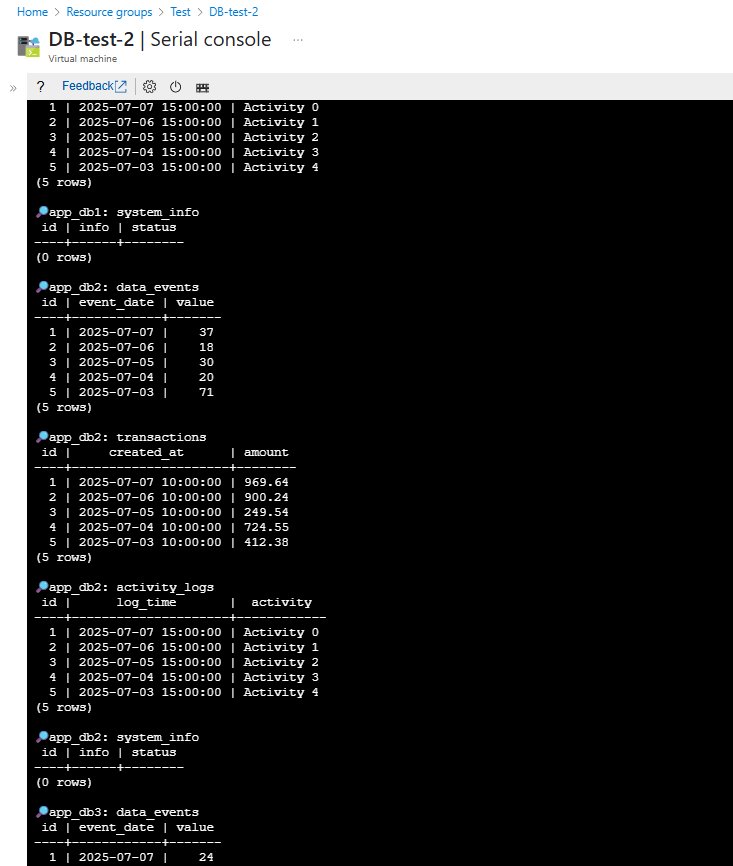 Home > Resource groups > Test > DB-test-2
DB-test-2 | Serial console ...
Virtual machine
» ? Feedback
  1 | 2025-07-07 15:00:00 | Activity 0
  2 | 2025-07-06 15:00:00 | Activity 1
  3 | 2025-07-05 15:00:00 | Activity 2
  4 | 2025-07-04 15:00:00 | Activity 3
  5 | 2025-07-03 15:00:00 | Activity 4
(5 rows)
🔎app_db1: system_info
 id | info | status
----+------+--------
(0 rows)
🔎app_db2: data_events
 id | event_date | value
----+------------+-------
  1 | 2025-07-07 |    37
  2 | 2025-07-06 |    18
  3 | 2025-07-05 |    30
  4 | 2025-07-04 |    20
  5 | 2025-07-03 |    71
(5 rows)
🔎app_db2: transactions
 id |     created_at      | amount
----+---------------------+--------
  1 | 2025-07-07 10:00:00 | 969.64
  2 | 2025-07-06 10:00:00 | 900.24
  3 | 2025-07-05 10:00:00 | 249.54
  4 | 2025-07-04 10:00:00 | 724.55
  5 | 2025-07-03 10:00:00 | 412.38
(5 rows)
🔎app_db2: activity_logs
 id |      log_time       |  activity
----+---------------------+------------
  1 | 2025-07-07 15:00:00 | Activity 0
  2 | 2025-07-06 15:00:00 | Activity 1
  3 | 2025-07-05 15:00:00 | Activity 2
  4 | 2025-07-04 15:00:00 | Activity 3
  5 | 2025-07-03 15:00:00 | Activity 4
(5 rows)
🔎app_db2: system_info
 id | info | status
----+------+--------
(0 rows)
🔎app_db3: data_events
 id | event_date | value
----+------------+-------
  1 | 2025-07-07 |    24